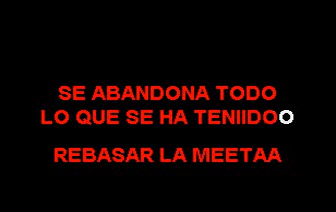 SE ABANDONA TODO
LO QUE SE HA TENIIDOO
REBASAR LA MEETAA